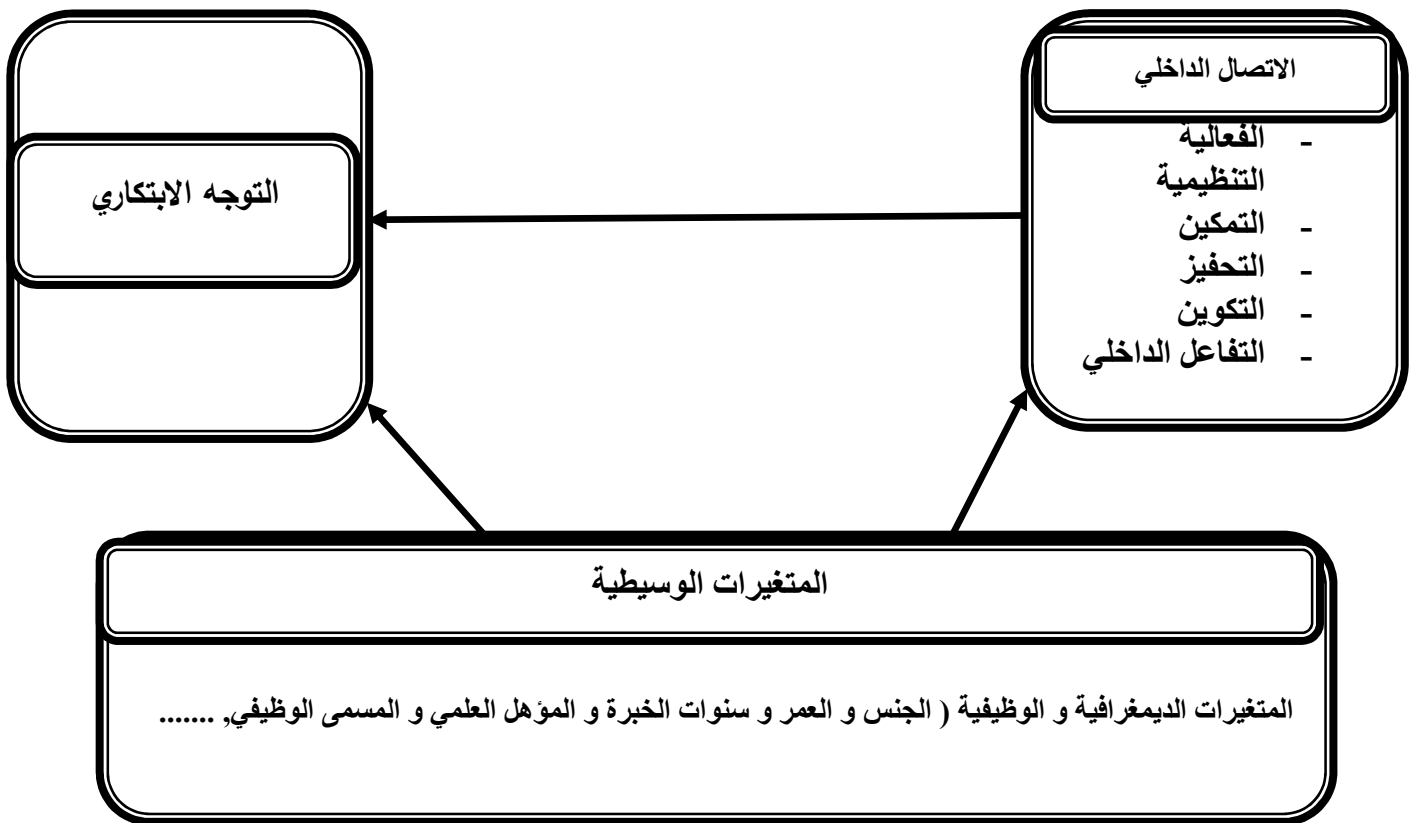 الاتصال الداخلي
- الفعالية
التنظيمية
- التمكين
- التحفيز
- التكوين
- التفاعل الداخلي
التوجه الابتكاري
المتغيرات الوسيطية
المتغيرات الديمغرافية و الوظيفية ( الجنس و العمر و سنوات الخبرة و المؤهل العلمي و المسمى الوظيفي, .......